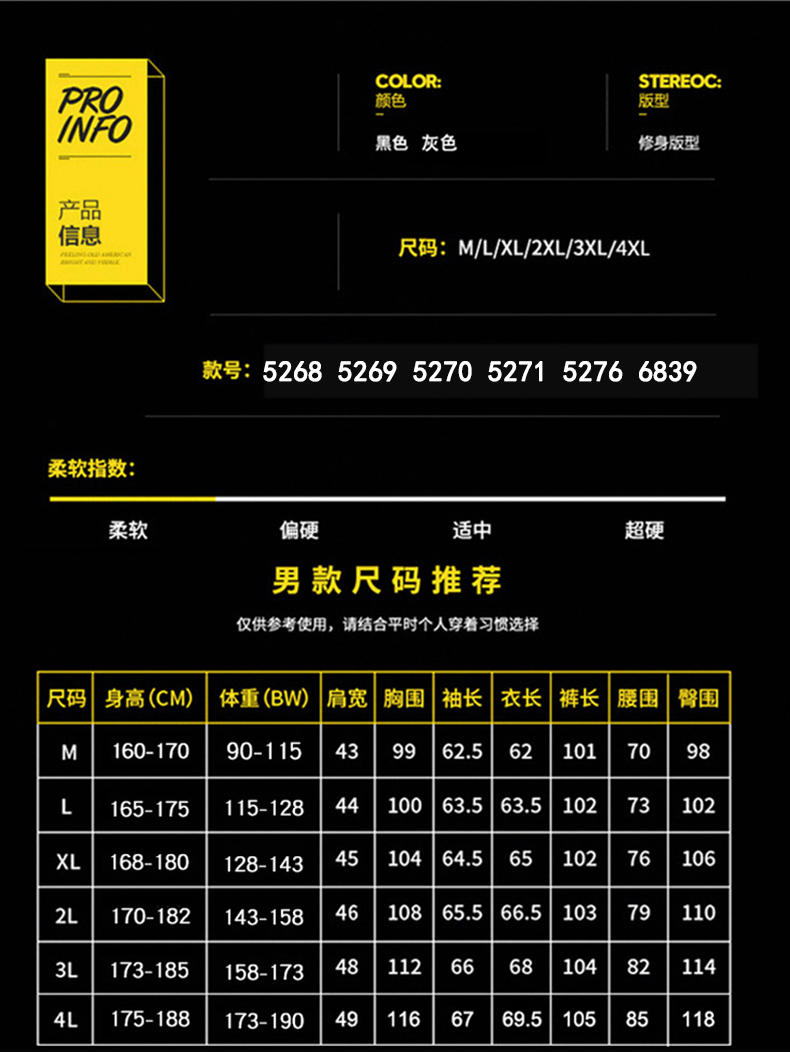 PRO
INFO
产品
信息
FEELING OLD AMERICAN
COLOR:
颜色
黑色 灰色
STEREOC:
版型
修身版型
尺码：M/L/XL/2XL/3XL/4XL
款号：5268 5269 5270 5271 5276 6839
柔软指数：
柔软 偏硬 适中 超硬
男款尺码推荐
仅供参考使用，请结合平时个人穿着习惯选择
尺码 身高(CM) 体重(BW) 肩宽 胸围 袖长 衣长 裤长 腰围 臀围
M 160-170 90-115 43 99 62.5 62 101 70 98
L 165-175 115-128 44 100 63.5 63.5 102 73 102
XL 168-180 128-143 45 104 64.5 65 102 76 106
2L 170-182 143-158 46 108 65.5 66.5 103 79 110
3L 173-185 158-173 48 112 66 68 104 82 114
4L 175-188 173-190 49 116 67 69.5 105 85 118